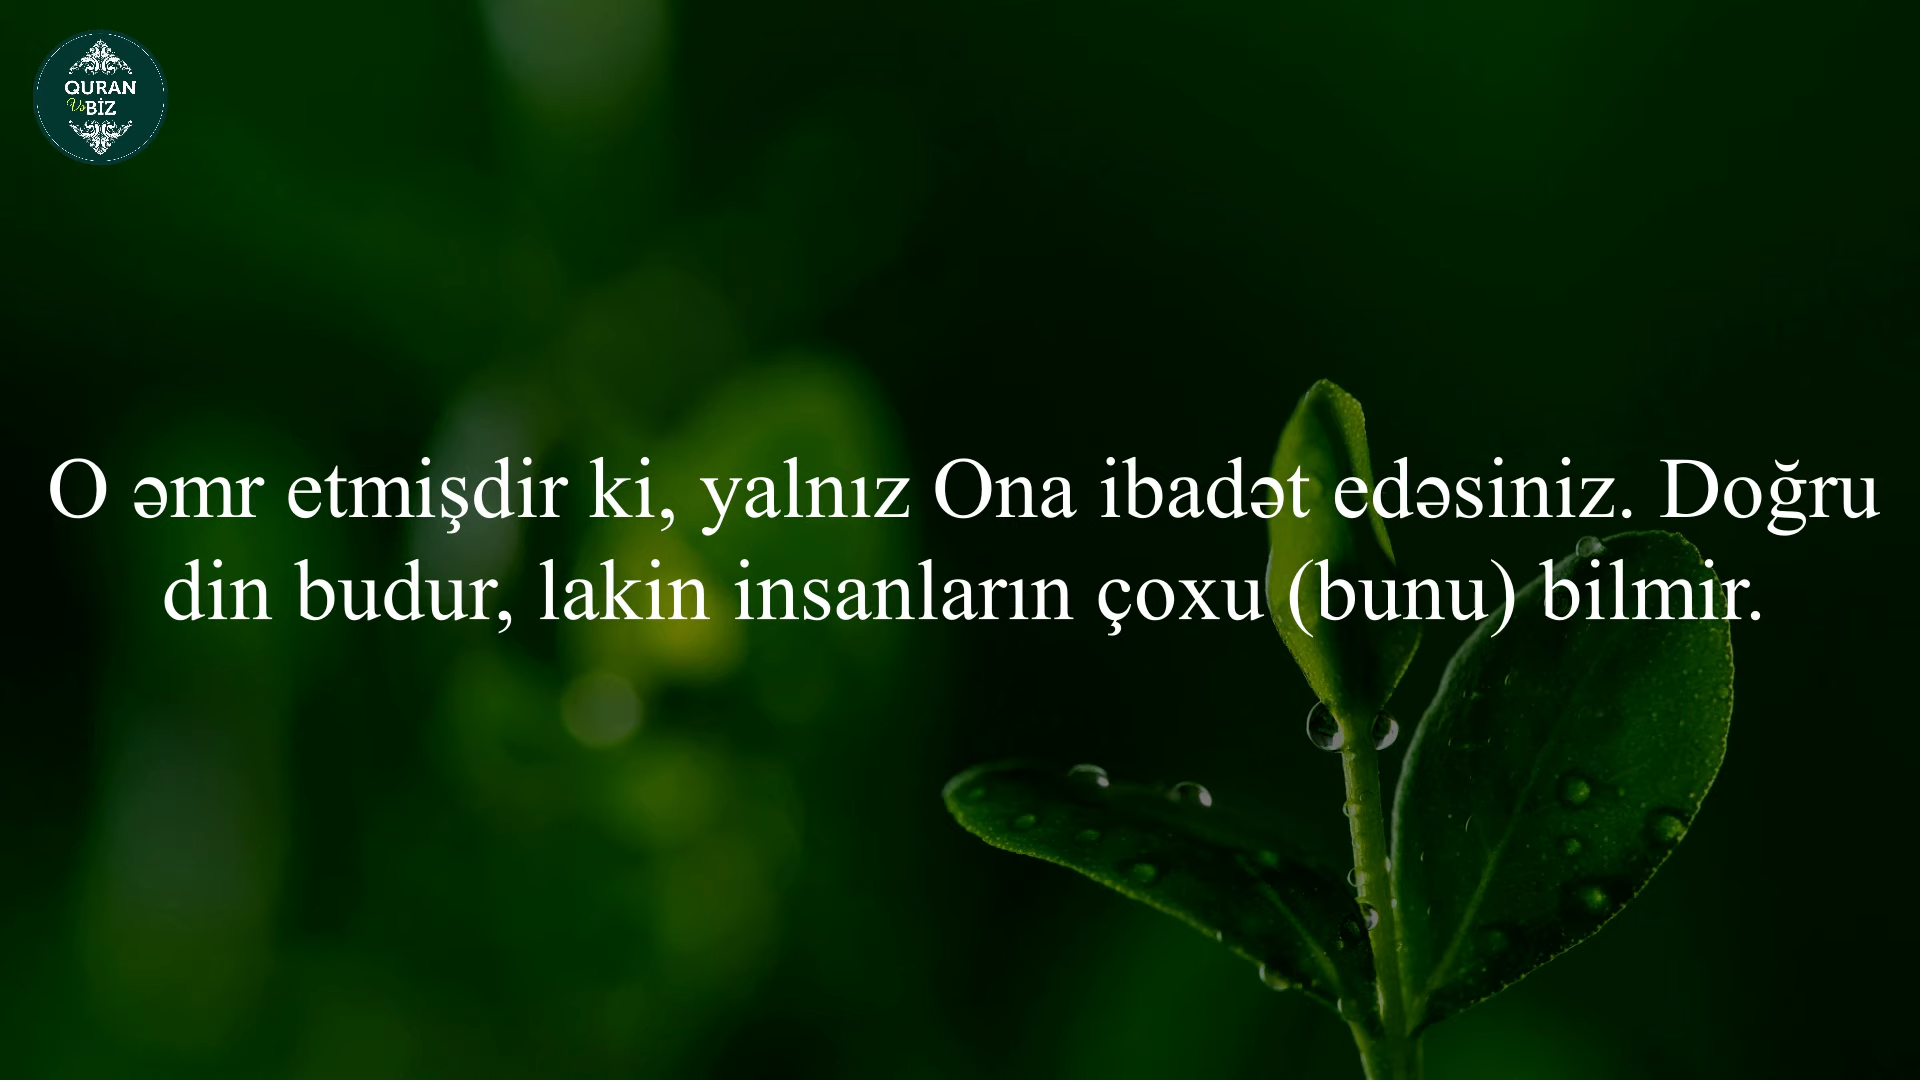 QURAN
Və BİZ
O əmr etmişdir ki, yalnız Ona ibadət edəsiniz. Doğru
din budur, lakin insanların çoxu (bunu) bilmir.